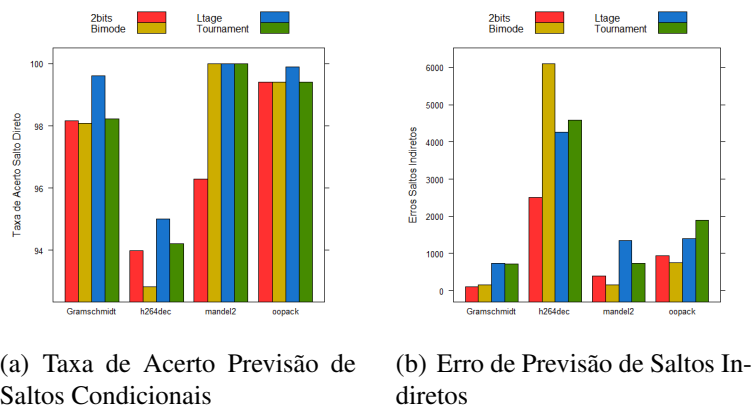 2bits Ltage
Bimode Tournament
100
98
96
94
Taxa de Acerto Salto Direto
Gramschmidt h264dec mandel2 oopack
2bits Ltage
Bimode Tournament
6000
5000
4000
3000
2000
1000
0
Erros Saltos Indiretos
Gramschmidt h264dec mandel2 oopack
(a) Taxa de Acerto Previsão de
Saltos Condicionais
(b) Erro de Previsão de Saltos In-
diretos